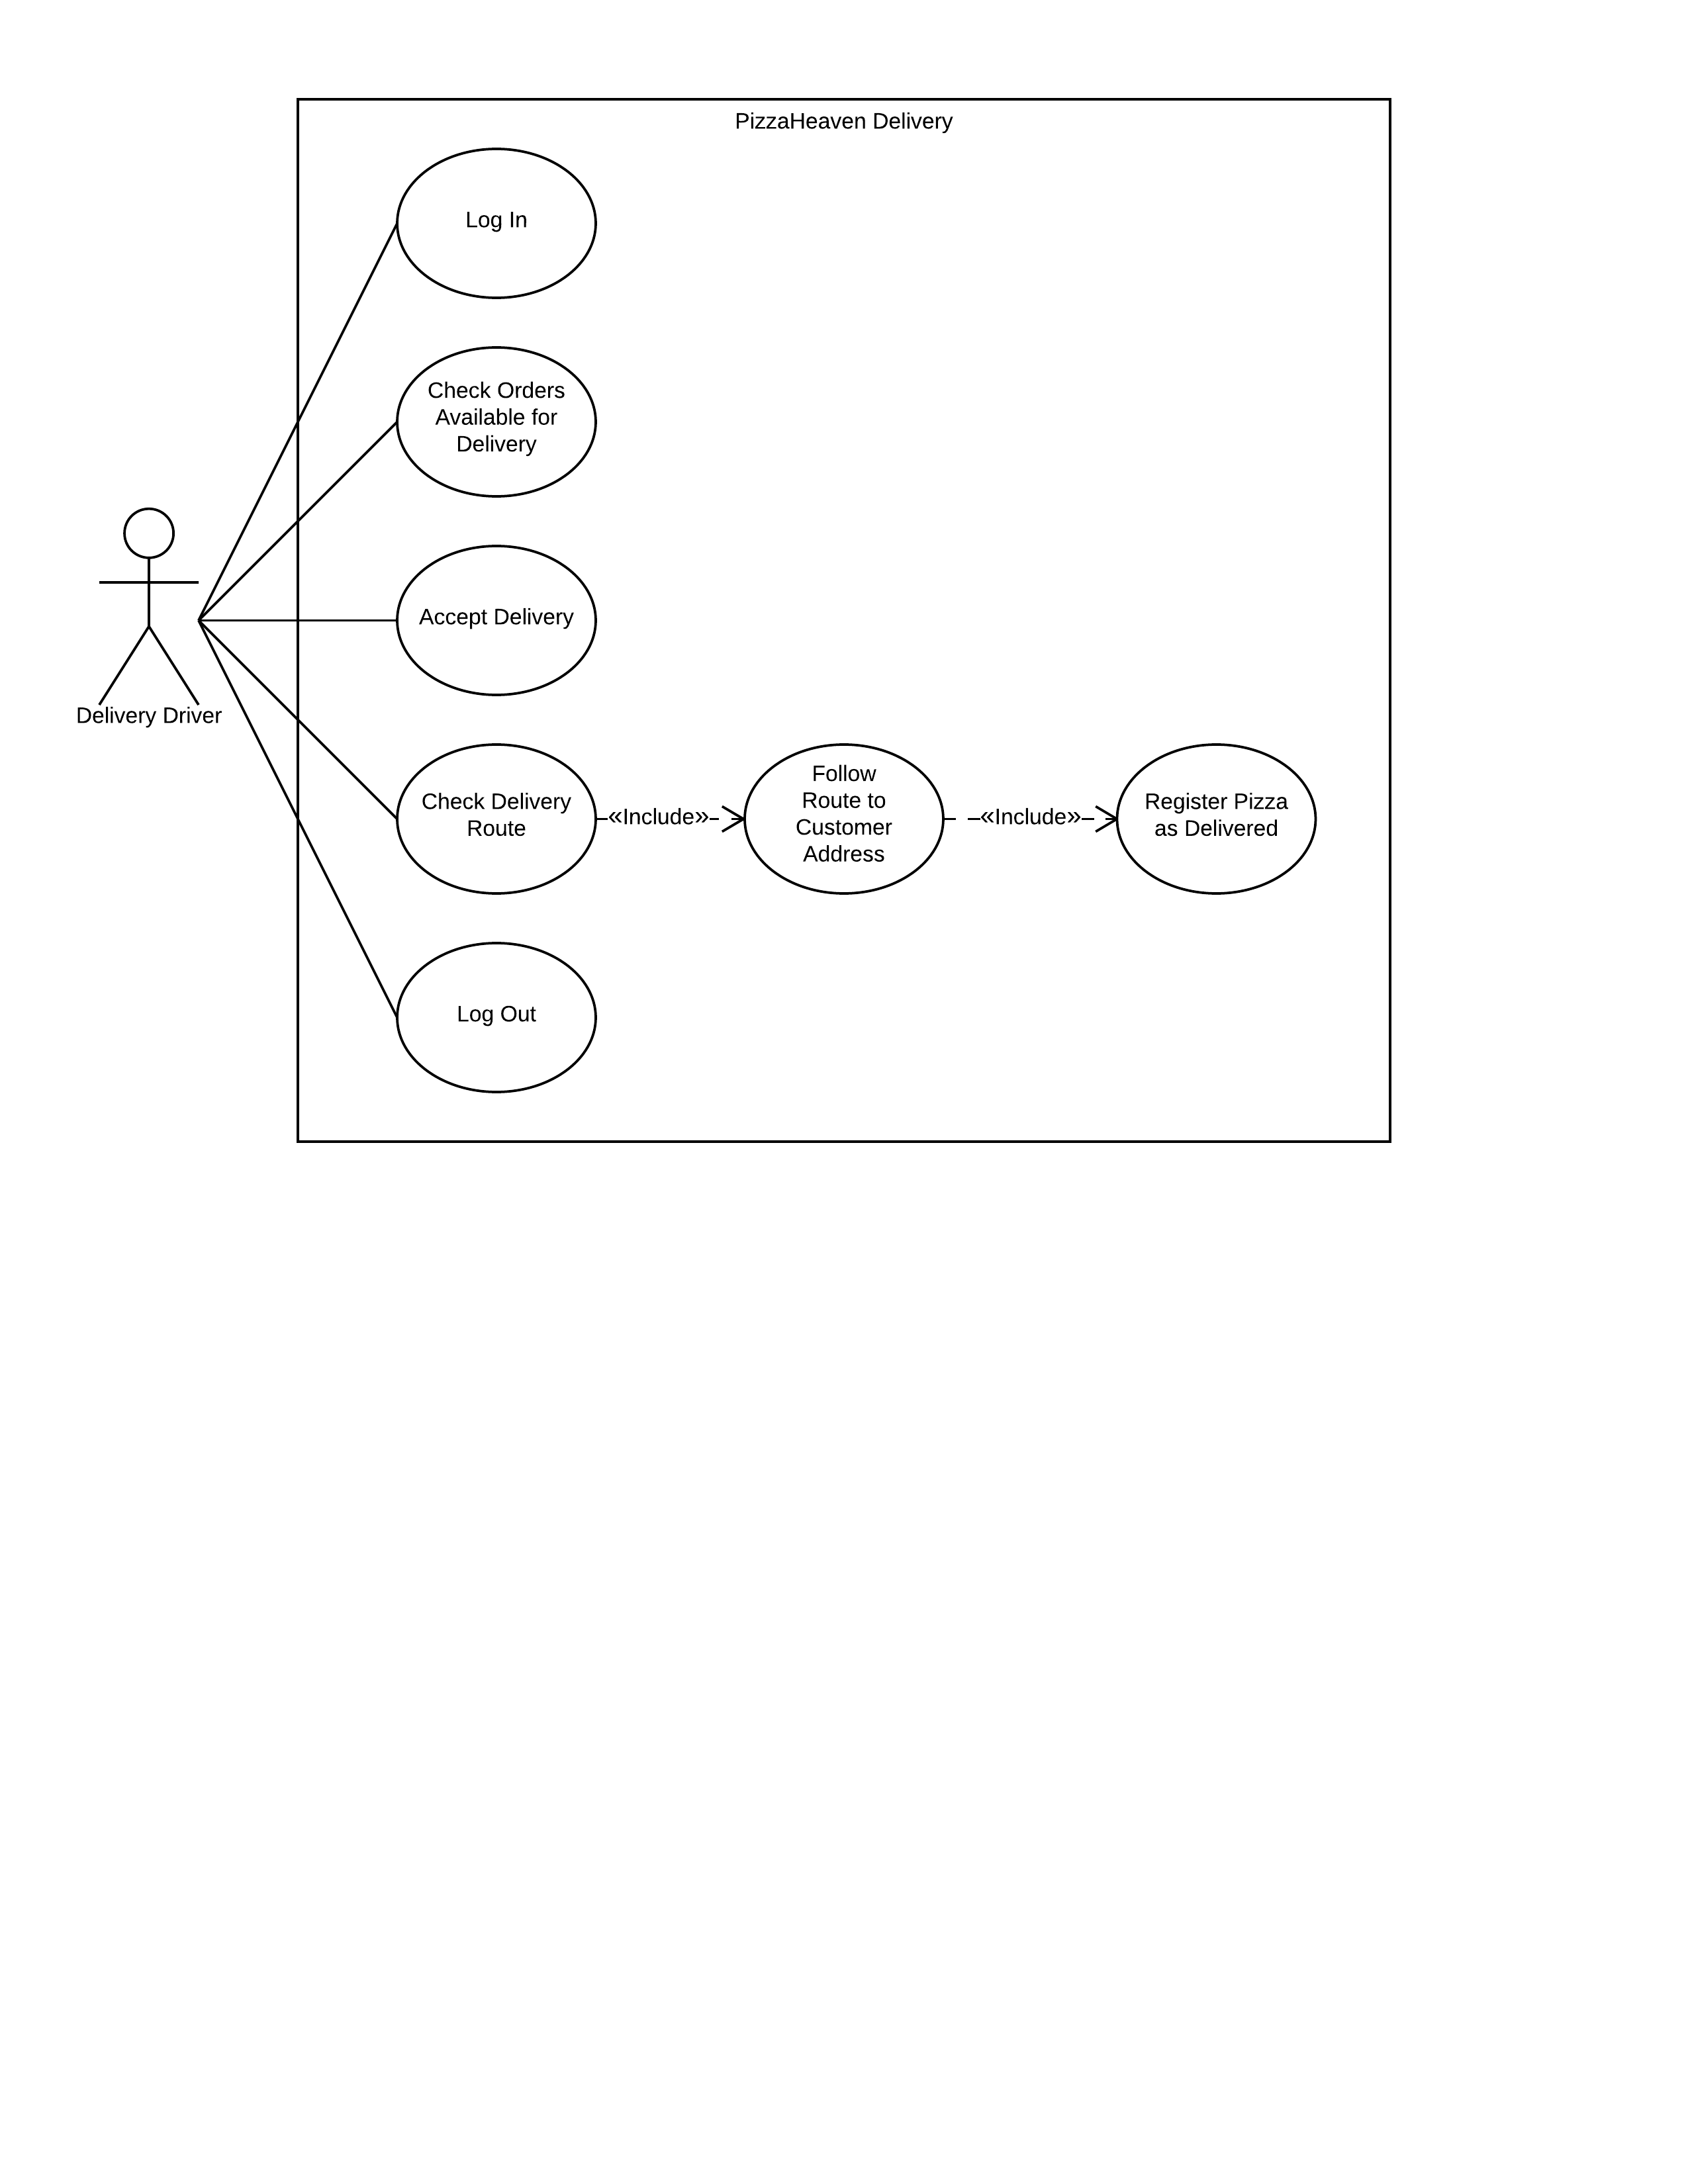 PizzaHeaven Delivery
Log In
Check Orders
Available for
Delivery
Accept Delivery
Delivery Driver
Check Delivery
Route
«Include»
Follow
Route to
Customer
Address
«Include»
Register Pizza
as Delivered
Log Out